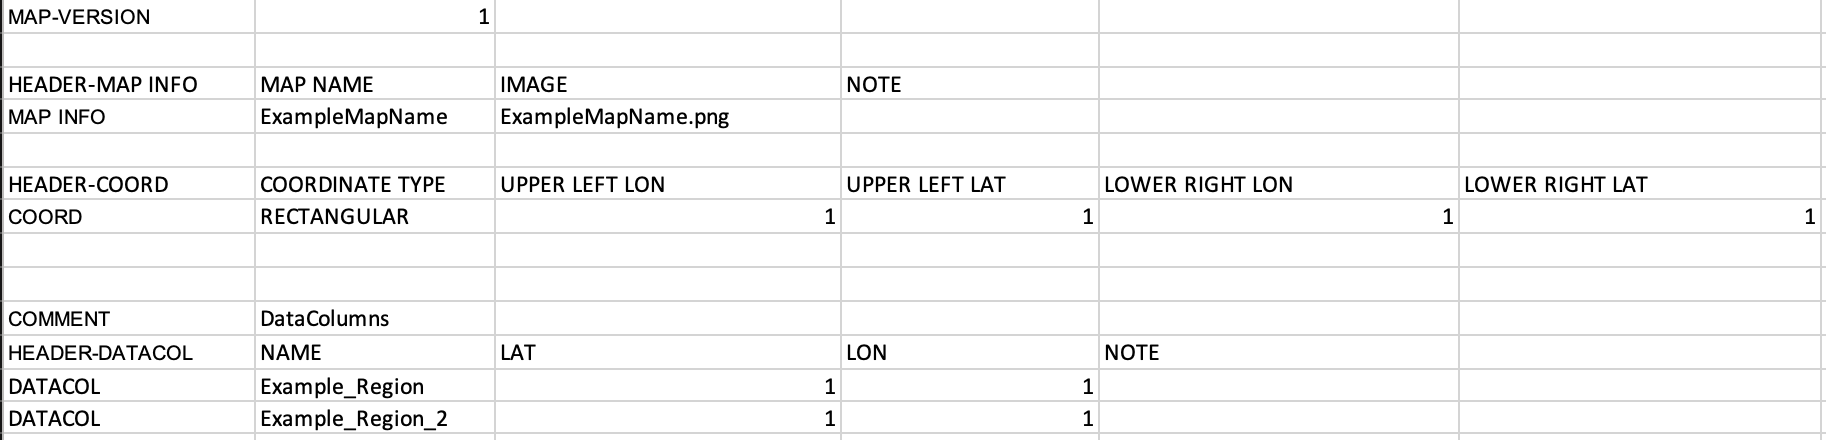 MAP-VERSION 1
HEADER-MAP INFO MAP NAME IMAGE NOTE
MAP INFO ExampleMapName ExampleMapName.png
HEADER-COORD COORDINATE TYPE UPPER LEFT LON UPPER LEFT LAT LOWER RIGHT LON LOWER RIGHT LAT
COORD RECTANGULAR 1 1 1 1
COMMENT DataColumns
HEADER-DATACOL NAME LAT LON NOTE
DATACOL Example_Region 1 1
DATACOL Example_Region_2 1 1